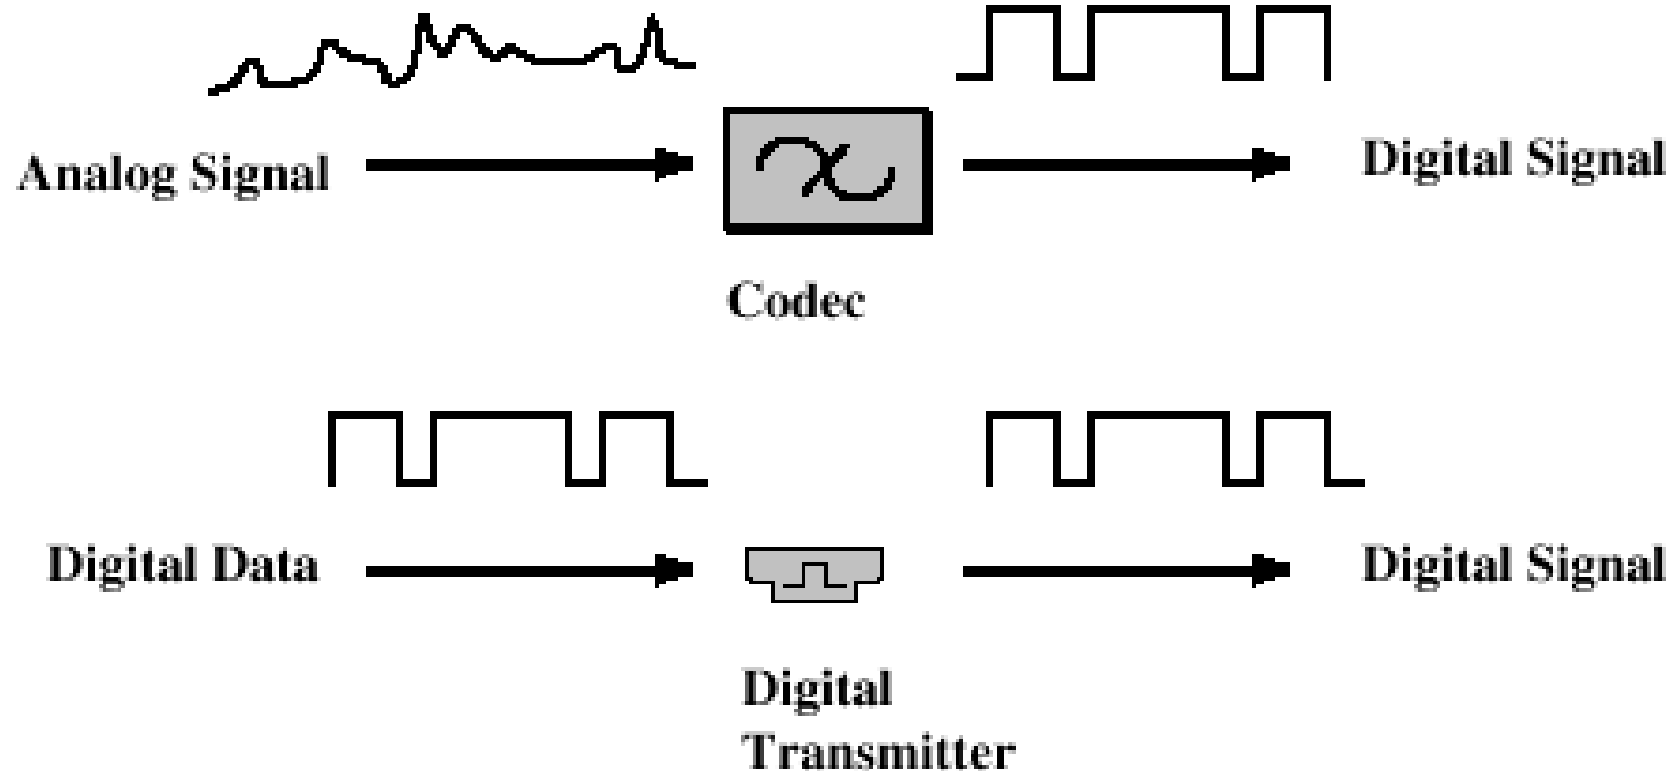 Analog Signal
Digital Signal
Codec
Digital Data
Digital Signal
Digital
Transmitter